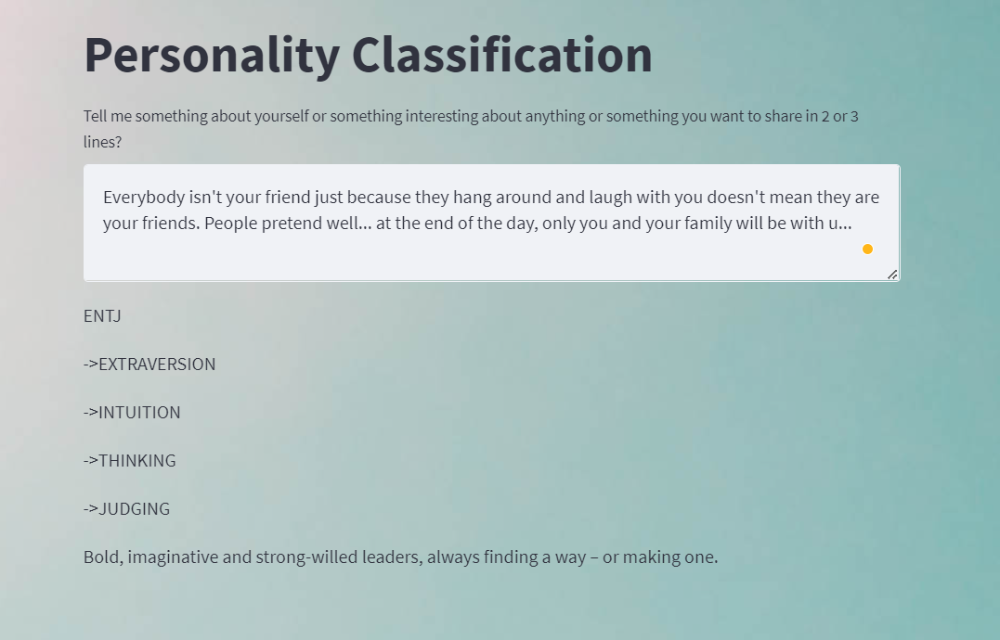 Personality Classification
Tell me something about yourself or something interesting about anything or something you want to share in 2 or 3
lines?
Everybody isn't your friend just because they hang around and laugh with you doesn't mean they are
your friends. People pretend well... at the end of the day, only you and your family will be with u...
ENTJ
->EXTRAVERSION
->INTUITION
->THINKING
->JUDGING
Bold, imaginative and strong-willed leaders, always finding a way – or making one.